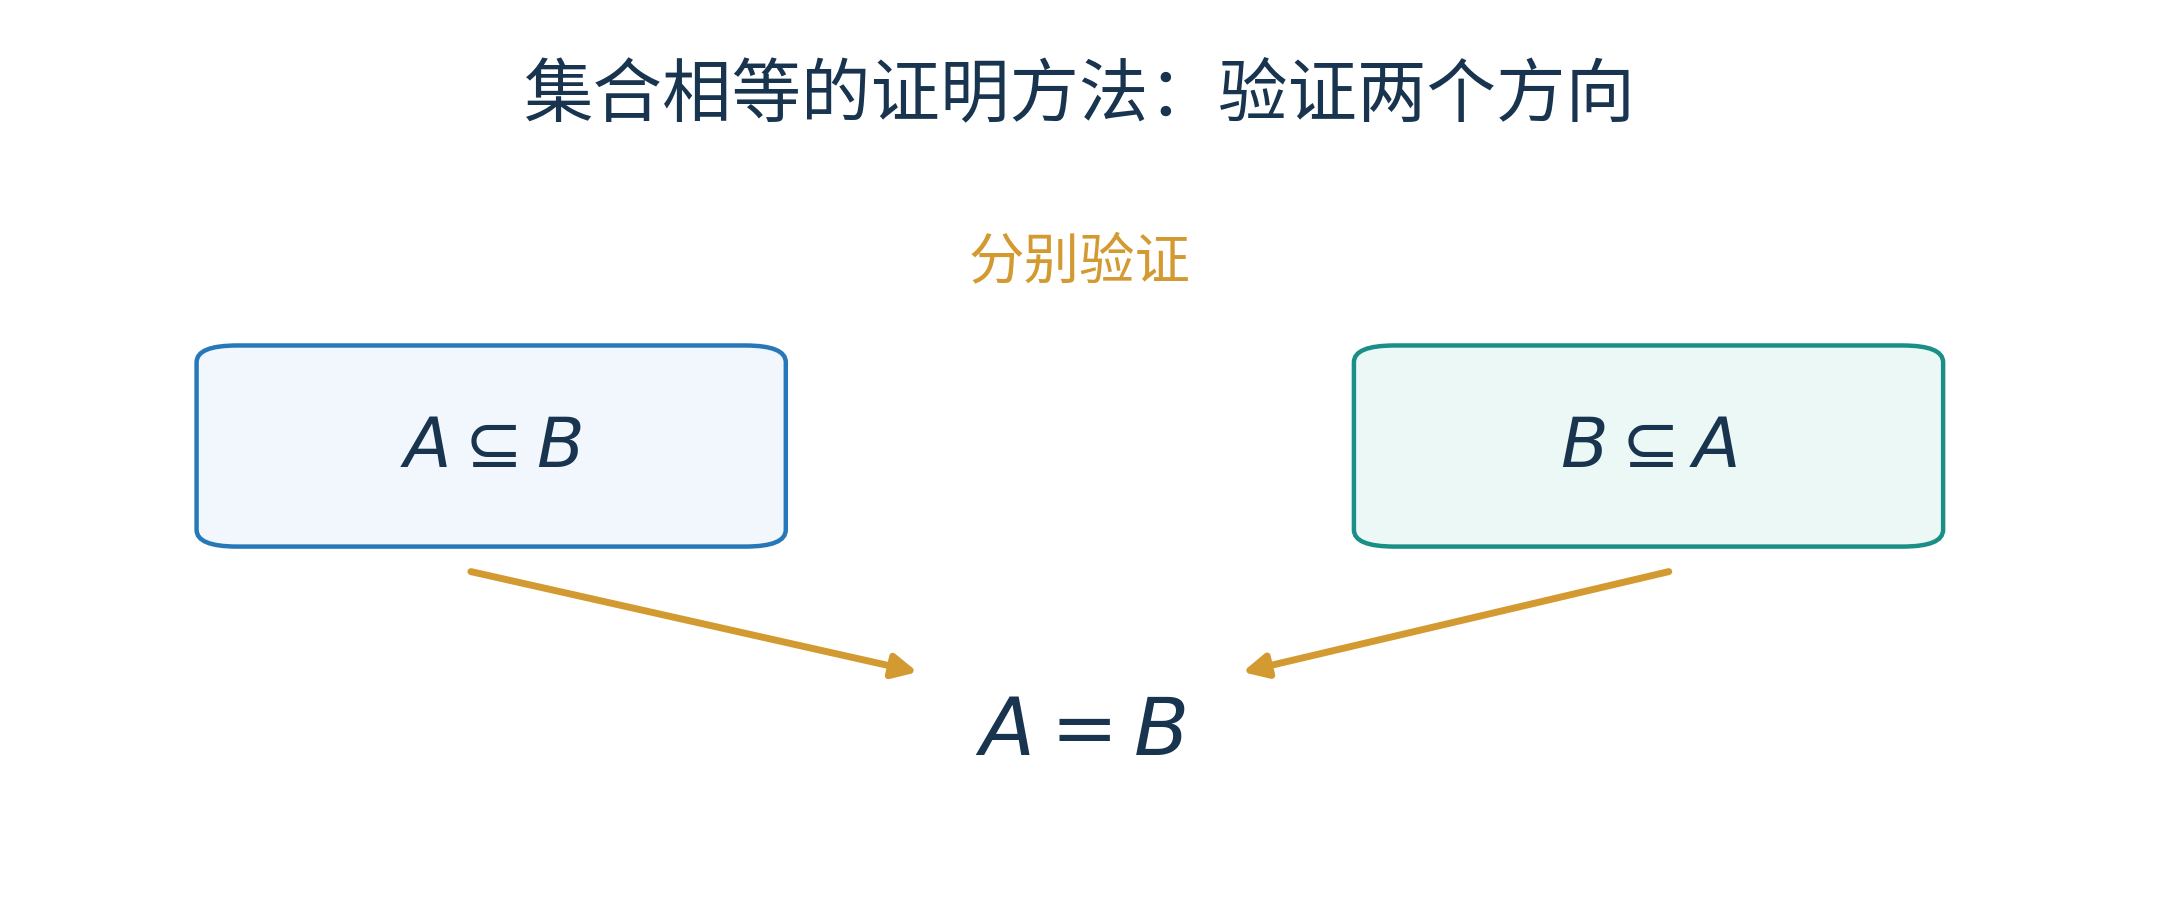 集合相等的证明方法：验证两个方向
分别验证
A ⊆ B
B ⊆ A
A = B